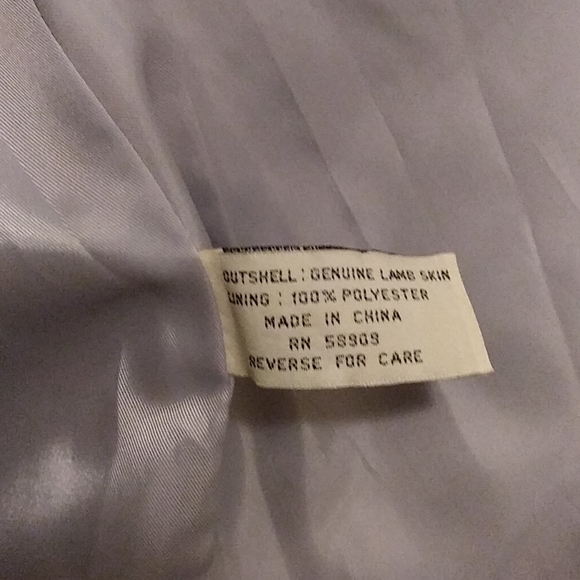 OUTSHELL : GENUINE LAMB SKIN
LINING : 100% POLYESTER
MADE IN CHINA
RN 58909
REVERSE FOR CARE